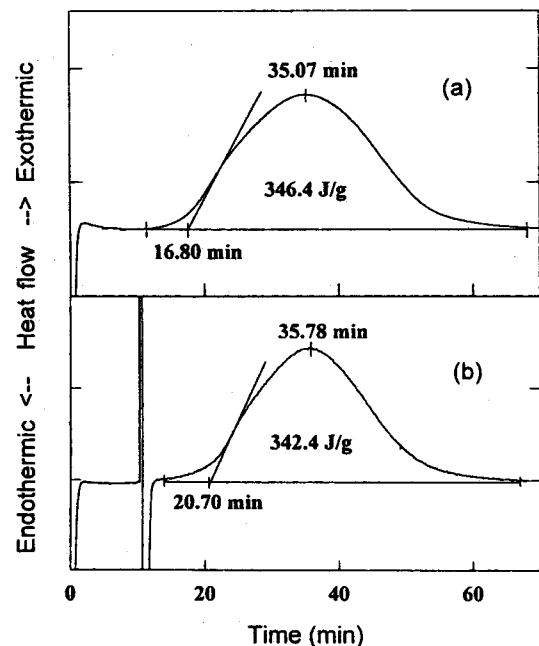 Endothermic <-- Heat flow --> Exothermic
35.07 min
(a)
346.4 J/g
16.80 min
35.78 min
(b)
342.4 J/g
20.70 min
0 20 40 60
Time (min)